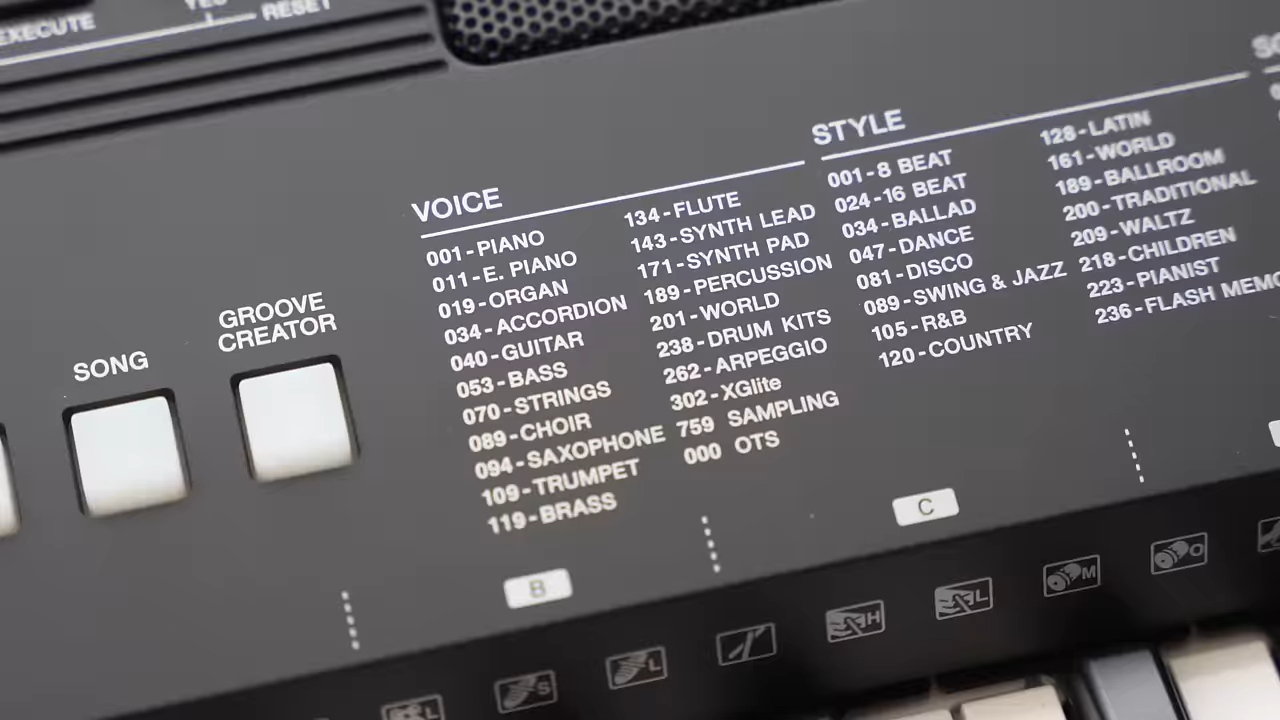 EXECUTE
YES
RESET
SONG
GROOVE
CREATOR
VOICE
001-PIANO
011-E. PIANO
019-ORGAN
034-ACCORDION
040-GUITAR
053-BASS
070-STRINGS
089-CHOIR
094-SAXOPHONE
109-TRUMPET
119-BRASS
134-FLUTE
143-SYNTH LEAD
171-SYNTH PAD
189-PERCUSSION
201-WORLD
238-DRUM KITS
262-ARPEGGIO
302-XGlite
759 SAMPLING
000 OTS
STYLE
001-8 BEAT
024-16 BEAT
034-BALLAD
047-DANCE
081-DISCO
089-SWING & JAZZ
105-R&B
120-COUNTRY
128-LATIN
161-WORLD
189-BALLROOM
200-TRADITIONAL
209-WALTZ
218-CHILDREN
223-PIANIST
236-FLASH MEMO
B
C
L
S
L
H
L
M
O